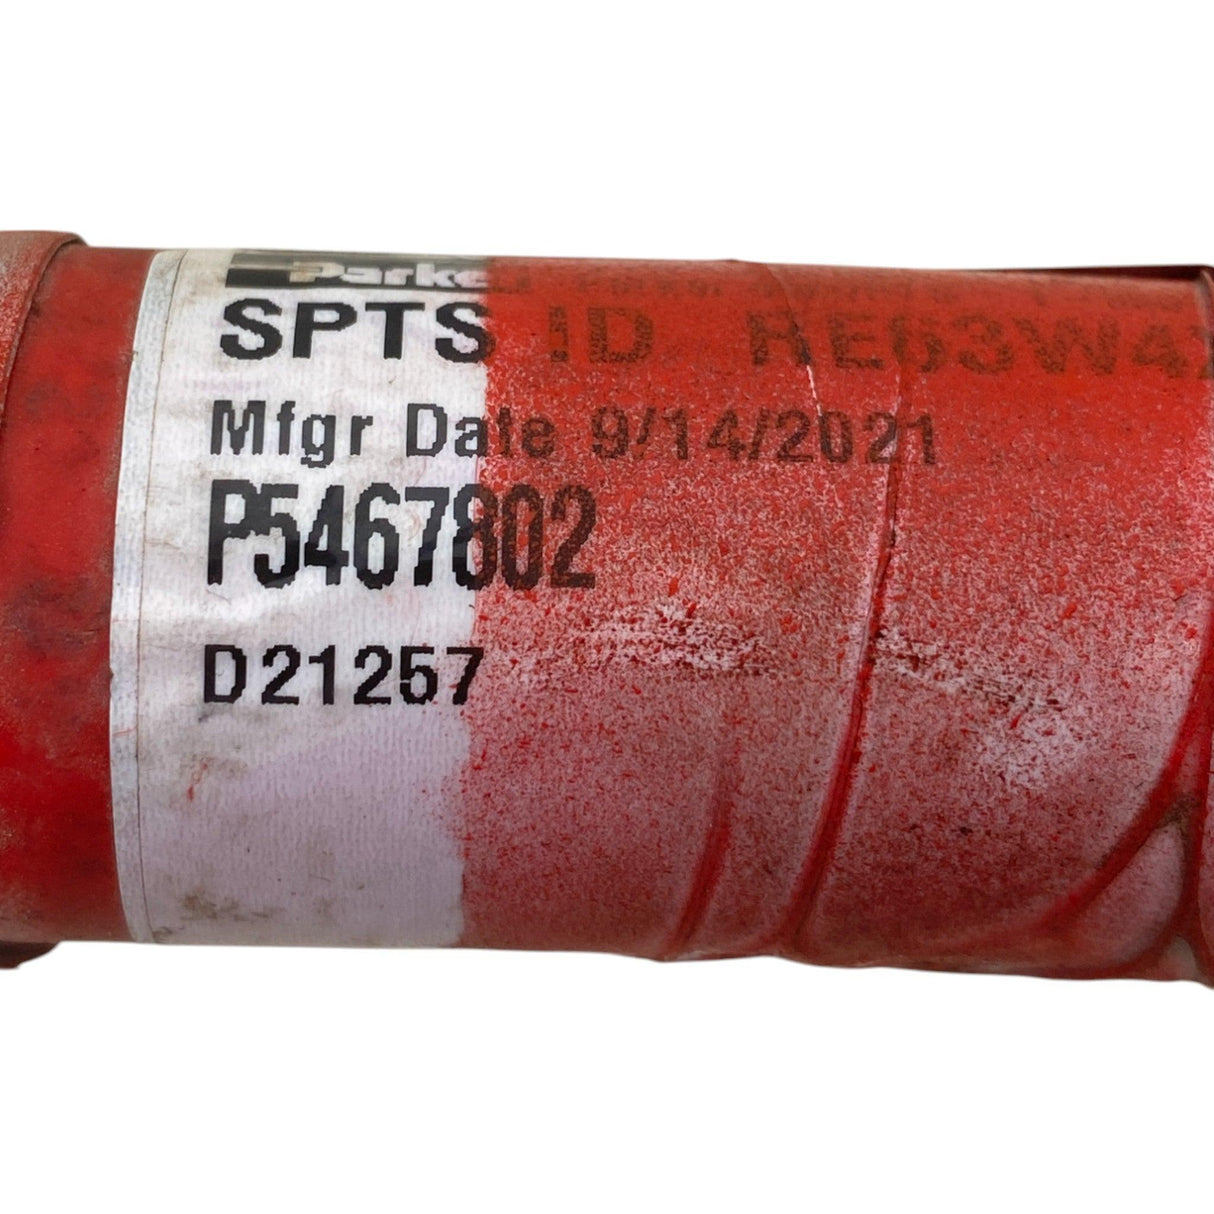 Parker
SPTS ID RE63W4
Mfgr Date 9/14/2021
P5467802
D21257